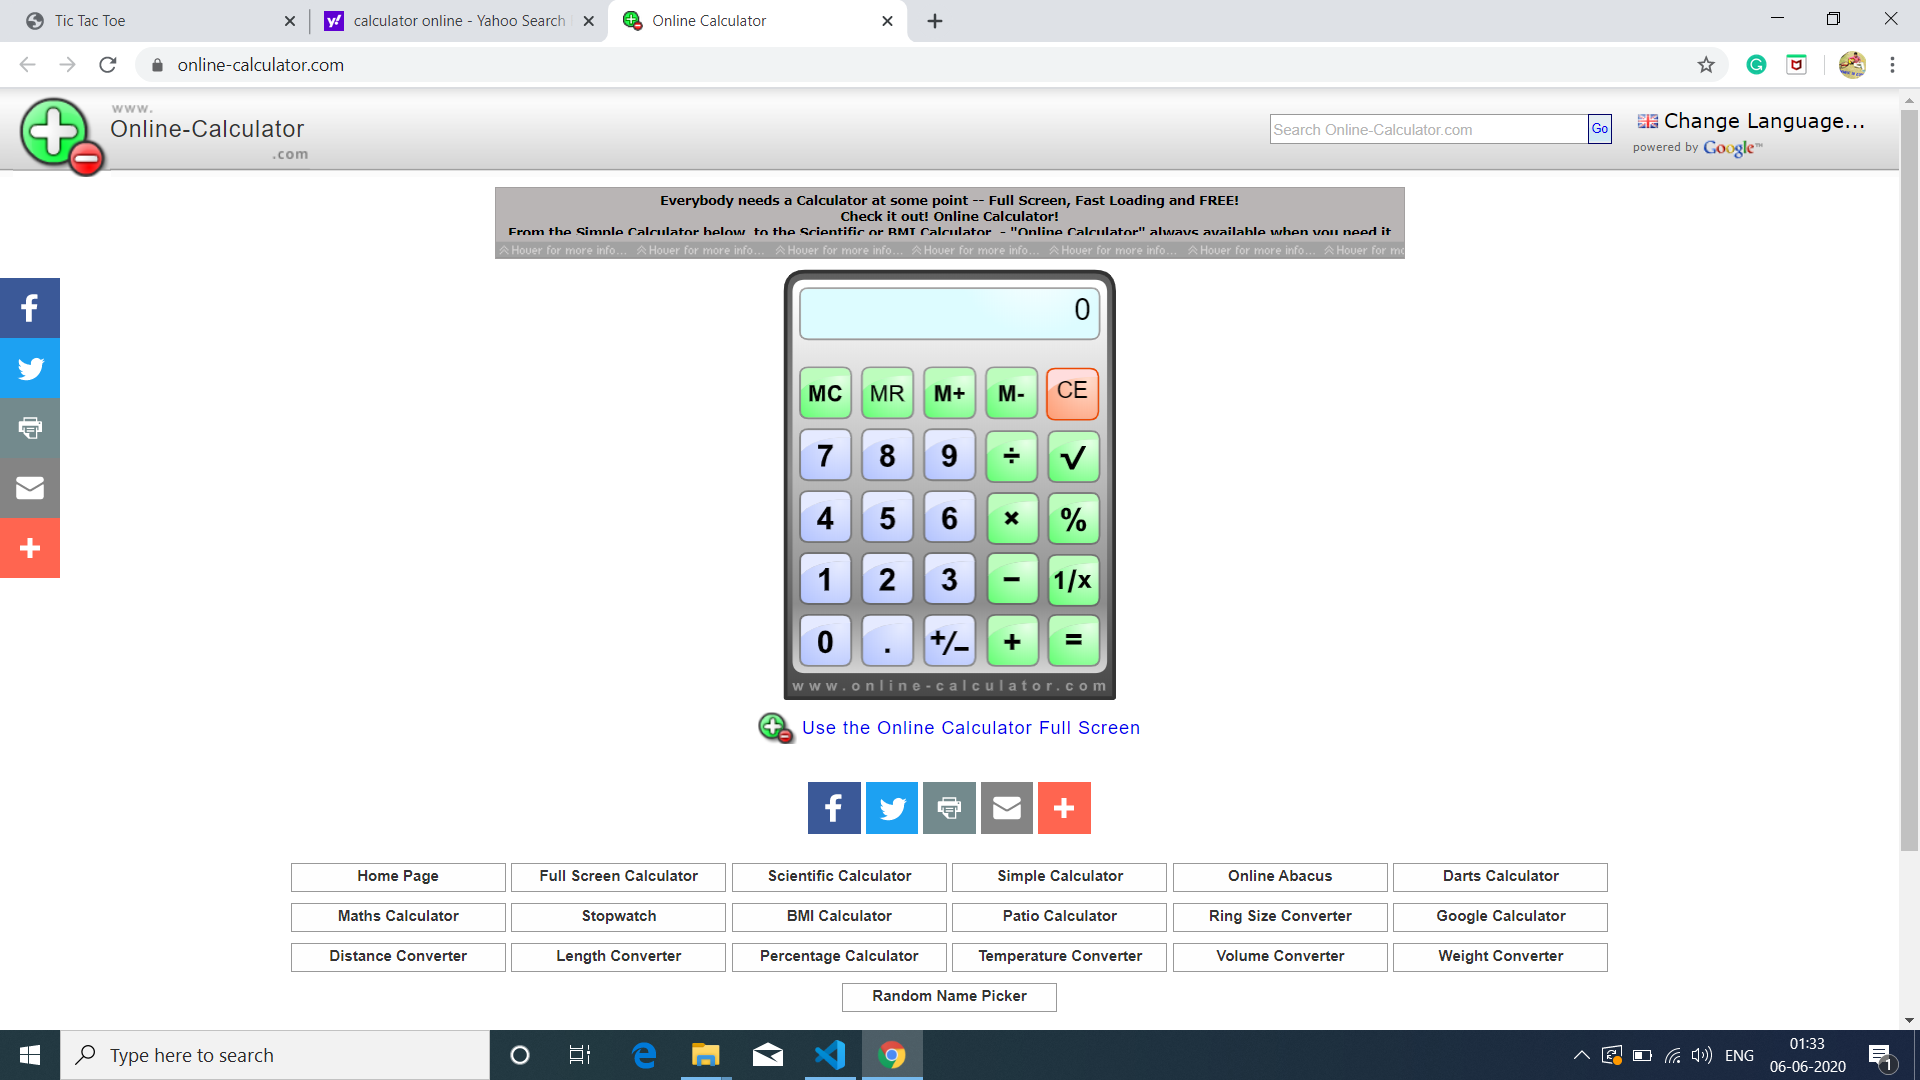 Tic Tac Toe
calculator online - Yahoo Search
Online Calculator
online-calculator.com
www.
Online-Calculator
.com
Search Online-Calculator.com
Go
Change Language...
powered by Google™
Everybody needs a Calculator at some point -- Full Screen, Fast Loading and FREE!
Check it out! Online Calculator!
From the Simple Calculator below, to the Scientific or BMI Calculator. - "Online Calculator" always available when you need it
Hover for more info... Hover for more info... Hover for more info... Hover for more info... Hover for more info... Hover for more info... Hover for mo
0
MC MR M+ M- CE
7 8 9 ÷ √
4 5 6 × %
1 2 3 − 1/x
0 . +/− + =
www.online-calculator.com
Use the Online Calculator Full Screen
Home Page Full Screen Calculator Scientific Calculator Simple Calculator Online Abacus Darts Calculator
Maths Calculator Stopwatch BMI Calculator Patio Calculator Ring Size Converter Google Calculator
Distance Converter Length Converter Percentage Calculator Temperature Converter Volume Converter Weight Converter
Random Name Picker
Type here to search
ENG
01:33
06-06-2020
1